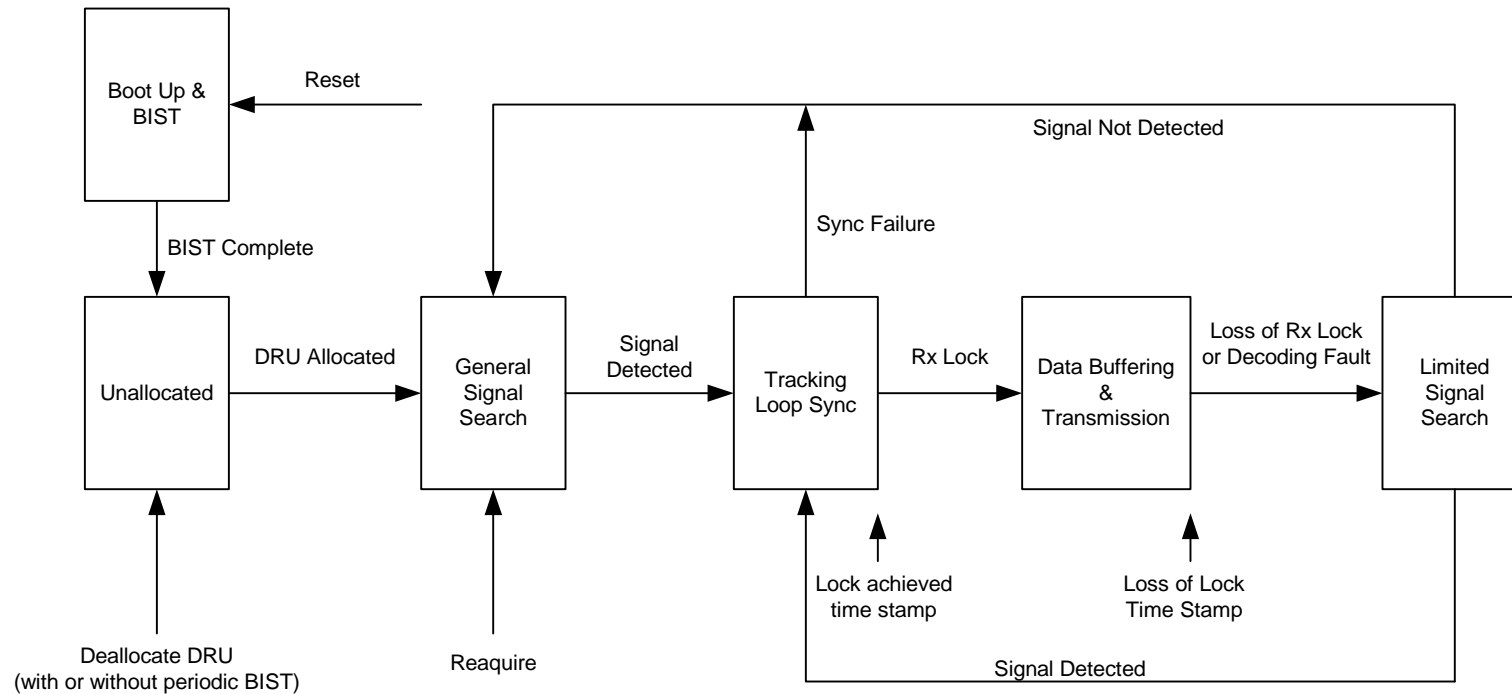 Boot Up &
BIST
Reset
Signal Not Detected
Sync Failure
BIST Complete
Unallocated
DRU Allocated
General
Signal
Search
Signal
Detected
Tracking
Loop Sync
Rx Lock
Data Buffering
&
Transmission
Loss of Rx Lock
or Decoding Fault
Limited
Signal
Search
Lock achieved
time stamp
Loss of Lock
Time Stamp
Deallocate DRU
(with or without periodic BIST)
Reaquire
Signal Detected